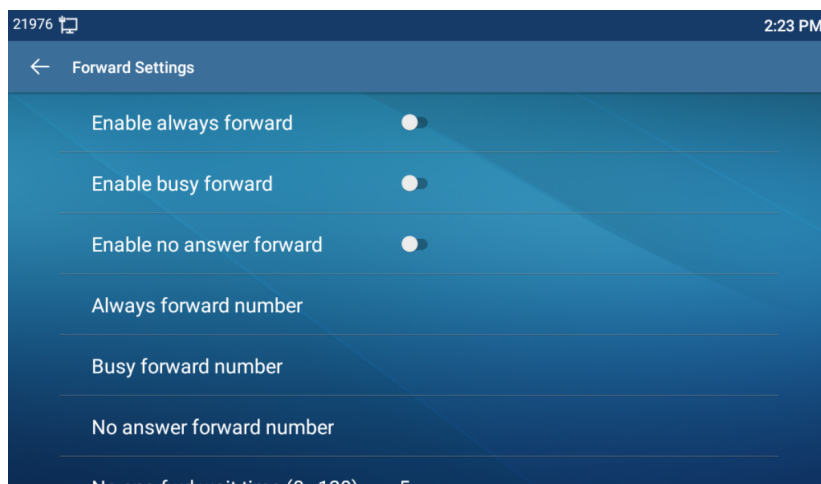 21976 2:23 PM
Forward Settings
Enable always forward
Enable busy forward
Enable no answer forward
Always forward number
Busy forward number
No answer forward number